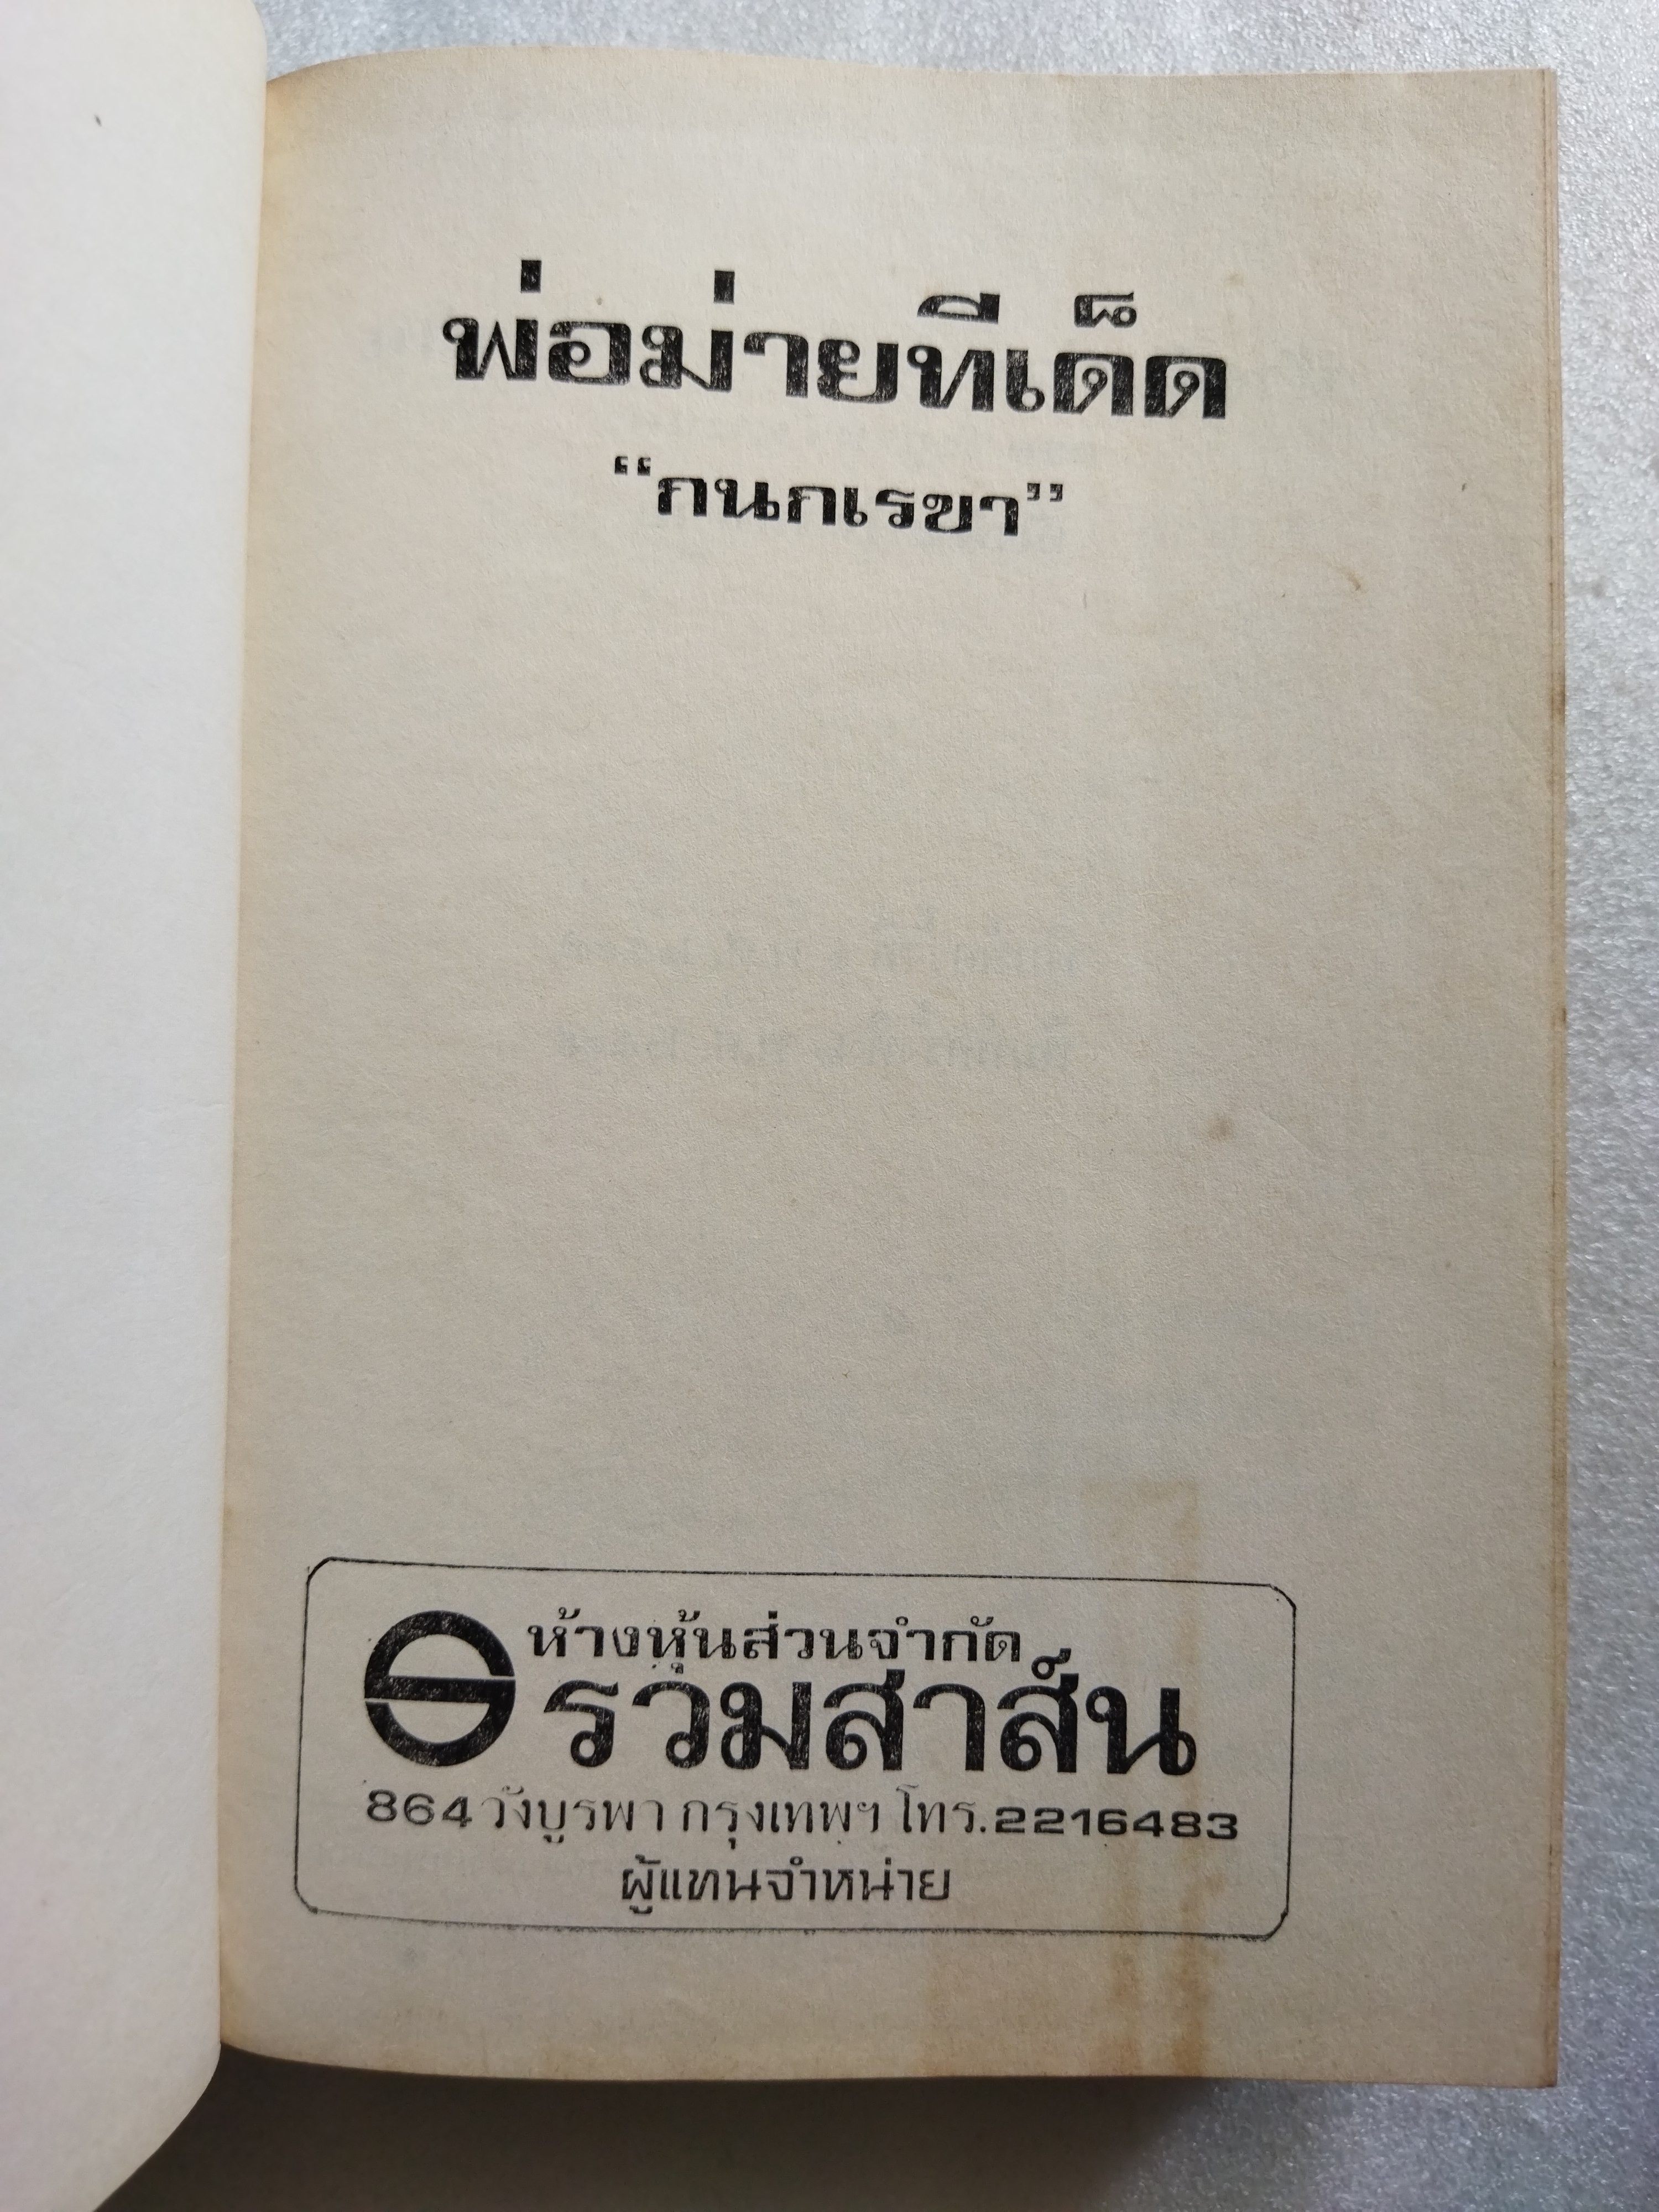 พ่อม่ายทีเด็ด
“กนกเรขา”
ห้างหุ้นส่วนจำกัด
รวมสาส์น
864 วังบูรพา กรุงเทพฯ โทร.2216483
ผู้แทนจำหน่าย